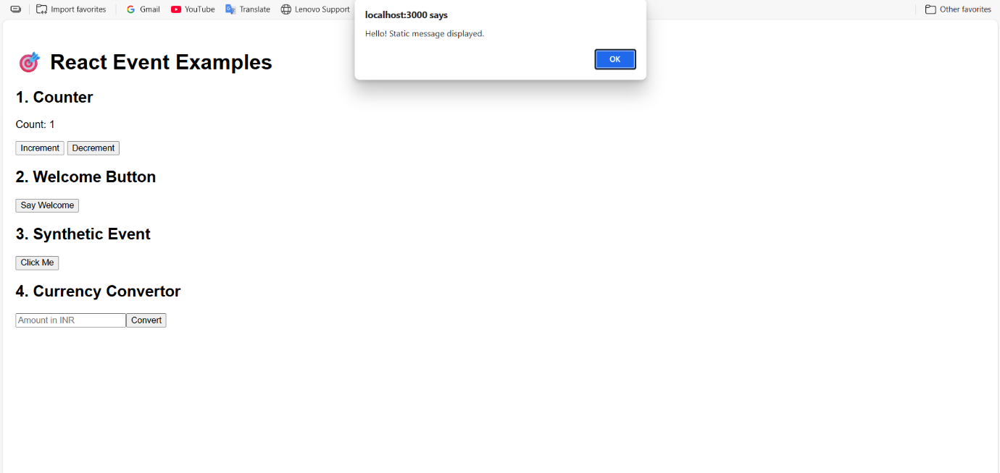 Import favorites Gmail YouTube Translate Lenovo Support Other favorites
localhost:3000 says
Hello! Static message displayed.
OK
🎯 React Event Examples
1. Counter
Count: 1
Increment Decrement
2. Welcome Button
Say Welcome
3. Synthetic Event
Click Me
4. Currency Convertor
Amount in INR Convert